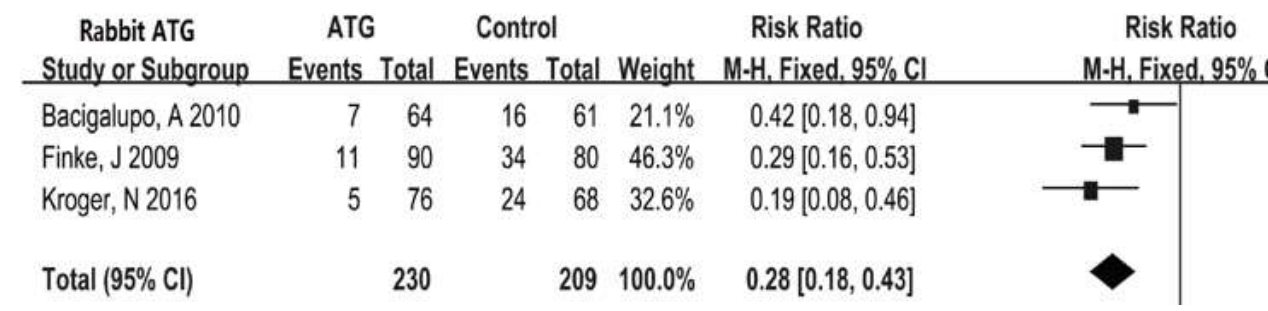 Rabbit ATG ATG Control Risk Ratio Risk Ratio
Study or Subgroup Events Total Events Total Weight M-H, Fixed, 95% CI M-H, Fixed, 95%
Bacigalupo, A 2010 7 64 16 61 21.1% 0.42 [0.18, 0.94]
Finke, J 2009 11 90 34 80 46.3% 0.29 [0.16, 0.53]
Kroger, N 2016 5 76 24 68 32.6% 0.19 [0.08, 0.46]
Total (95% CI) 230 209 100.0% 0.28 [0.18, 0.43]